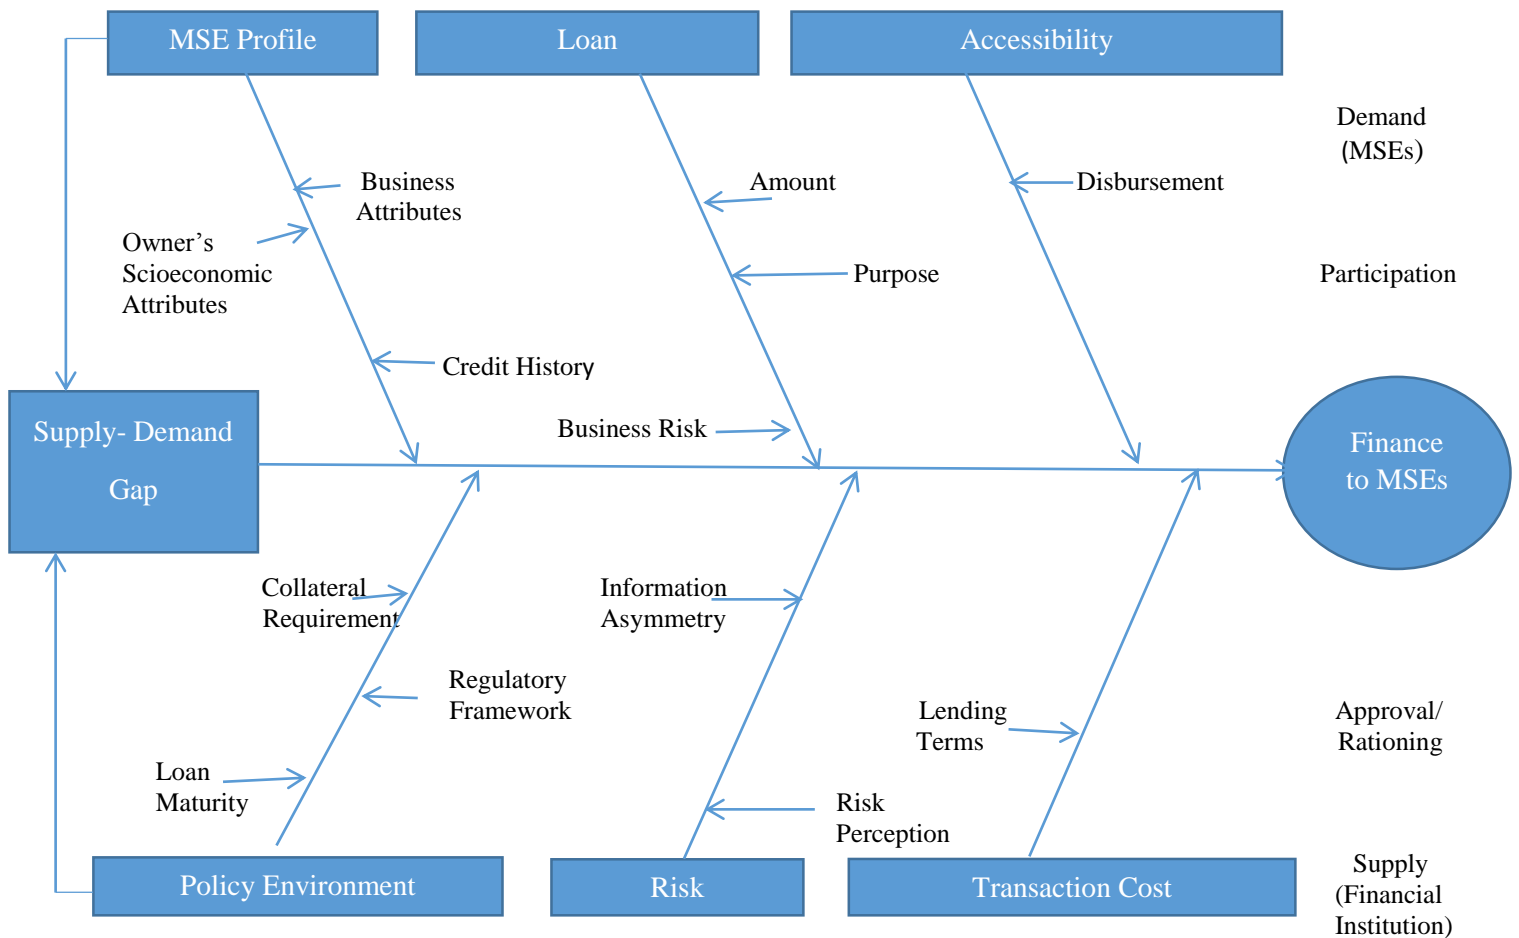 MSE Profile
Loan
Accessibility
Demand
(MSEs)
Business
Attributes
Amount
Disbursement
Owner’s
Scioeconomic
Attributes
Purpose
Participation
Credit History
Business Risk
Supply- Demand
Gap
Finance
to MSEs
Collateral
Requirement
Information
Asymmetry
Regulatory
Framework
Lending
Terms
Approval/
Rationing
Loan
Maturity
Risk
Perception
Policy Environment
Risk
Transaction Cost
Supply
(Financial
Institution)